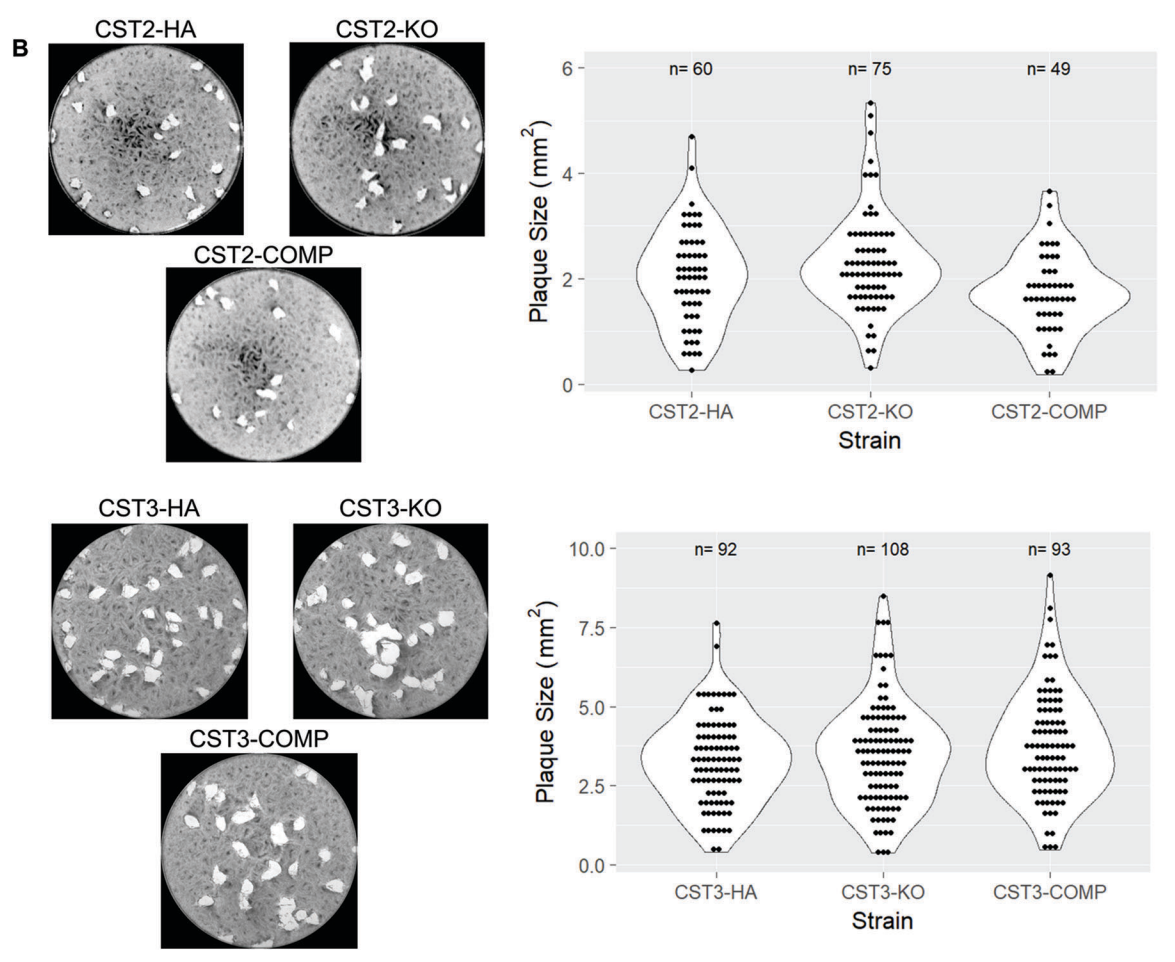 B
CST2-HA
CST2-KO
CST2-COMP
Plaque Size (mm²)
6
4
2
0
n= 60
n= 75
n= 49
CST2-HA
CST2-KO
CST2-COMP
Strain
CST3-HA
CST3-KO
CST3-COMP
Plaque Size (mm²)
10.0
7.5
5.0
2.5
0.0
n= 92
n= 108
n= 93
CST3-HA
CST3-KO
CST3-COMP
Strain